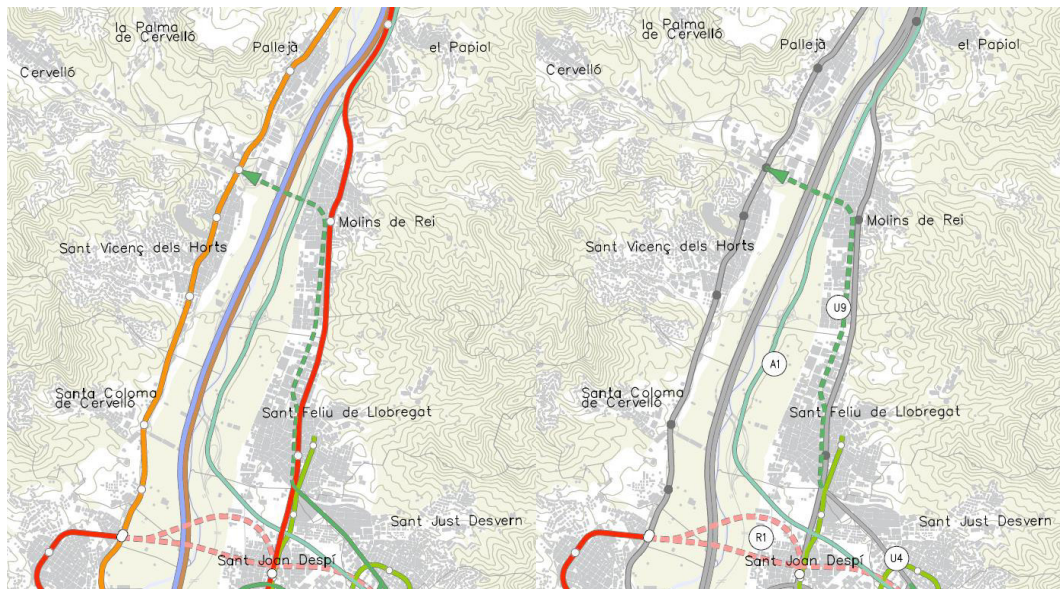 la Palma
de Cervelló
Pallejà
el Papiol
Cervelló
Molins de Rei
Sant Vicenç dels Horts
Santa Coloma
de Cervelló
Sant Feliu de Llobregat
Sant Just Desvern
Sant Joan Despí
la Palma
de Cervelló
Pallejà
el Papiol
Cervelló
Molins de Rei
Sant Vicenç dels Horts
U9
A1
Santa Coloma
de Cervelló
Sant Feliu de Llobregat
Sant Just Desvern
R1
Sant Joan Despí
U4